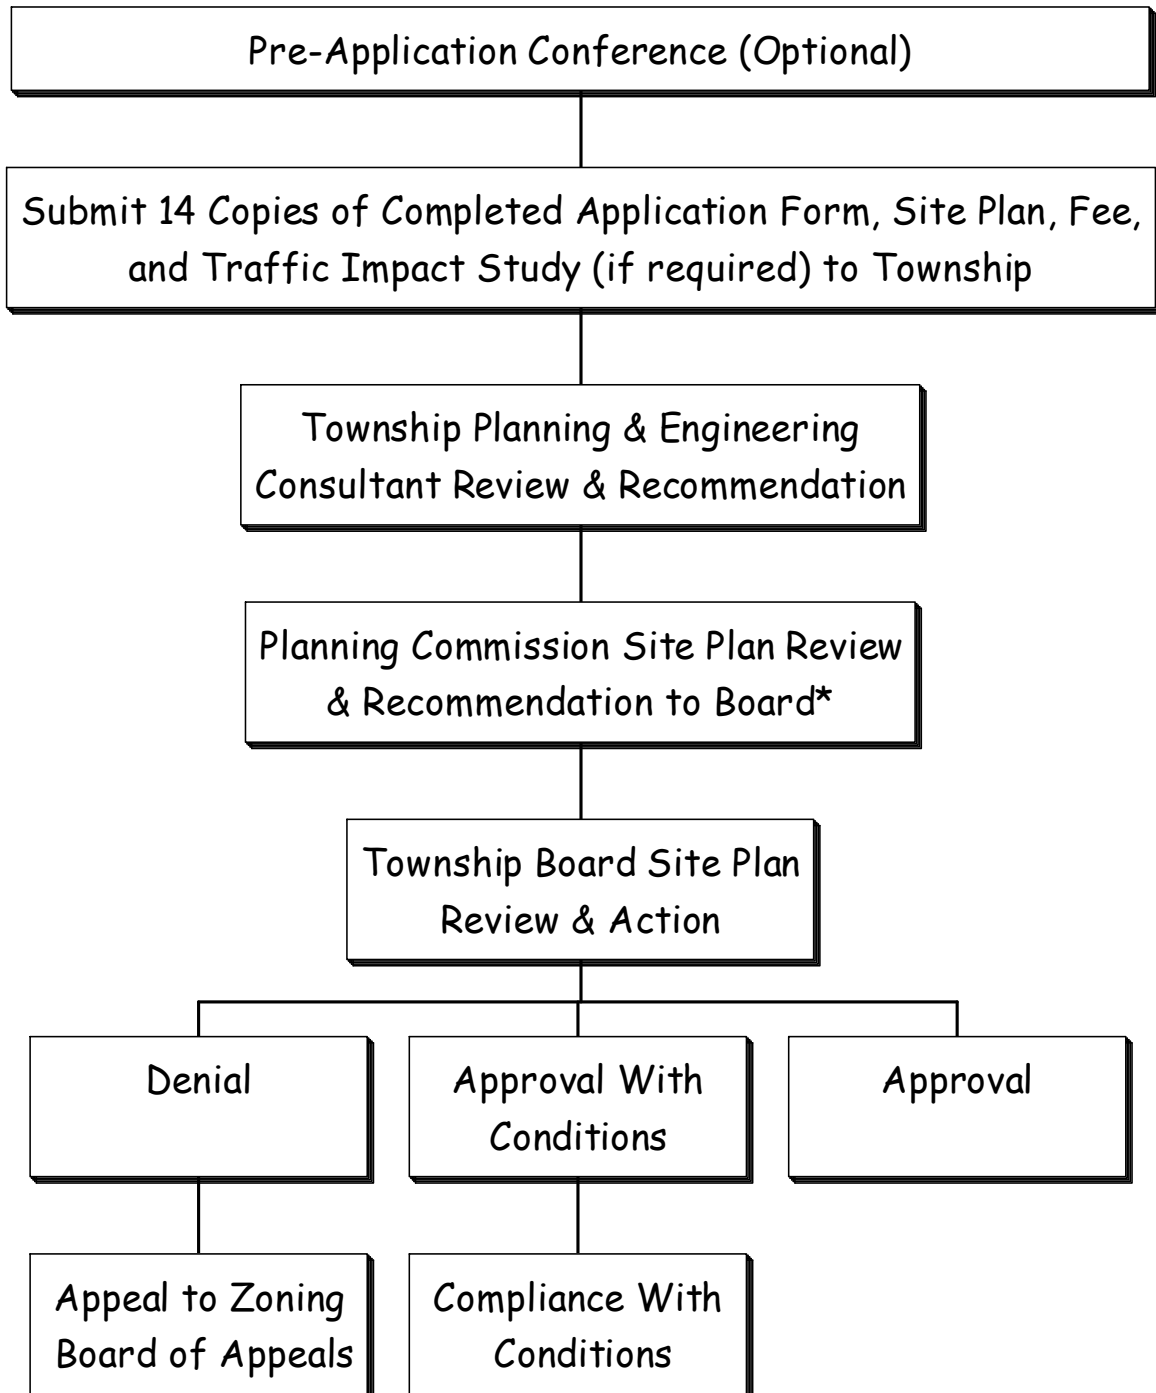 Pre-Application Conference (Optional)
Submit 14 Copies of Completed Application Form, Site Plan, Fee,
and Traffic Impact Study (if required) to Township
Township Planning & Engineering
Consultant Review & Recommendation
Planning Commission Site Plan Review
& Recommendation to Board*
Township Board Site Plan
Review & Action
Denial
Approval With
Conditions
Approval
Appeal to Zoning
Board of Appeals
Compliance With
Conditions